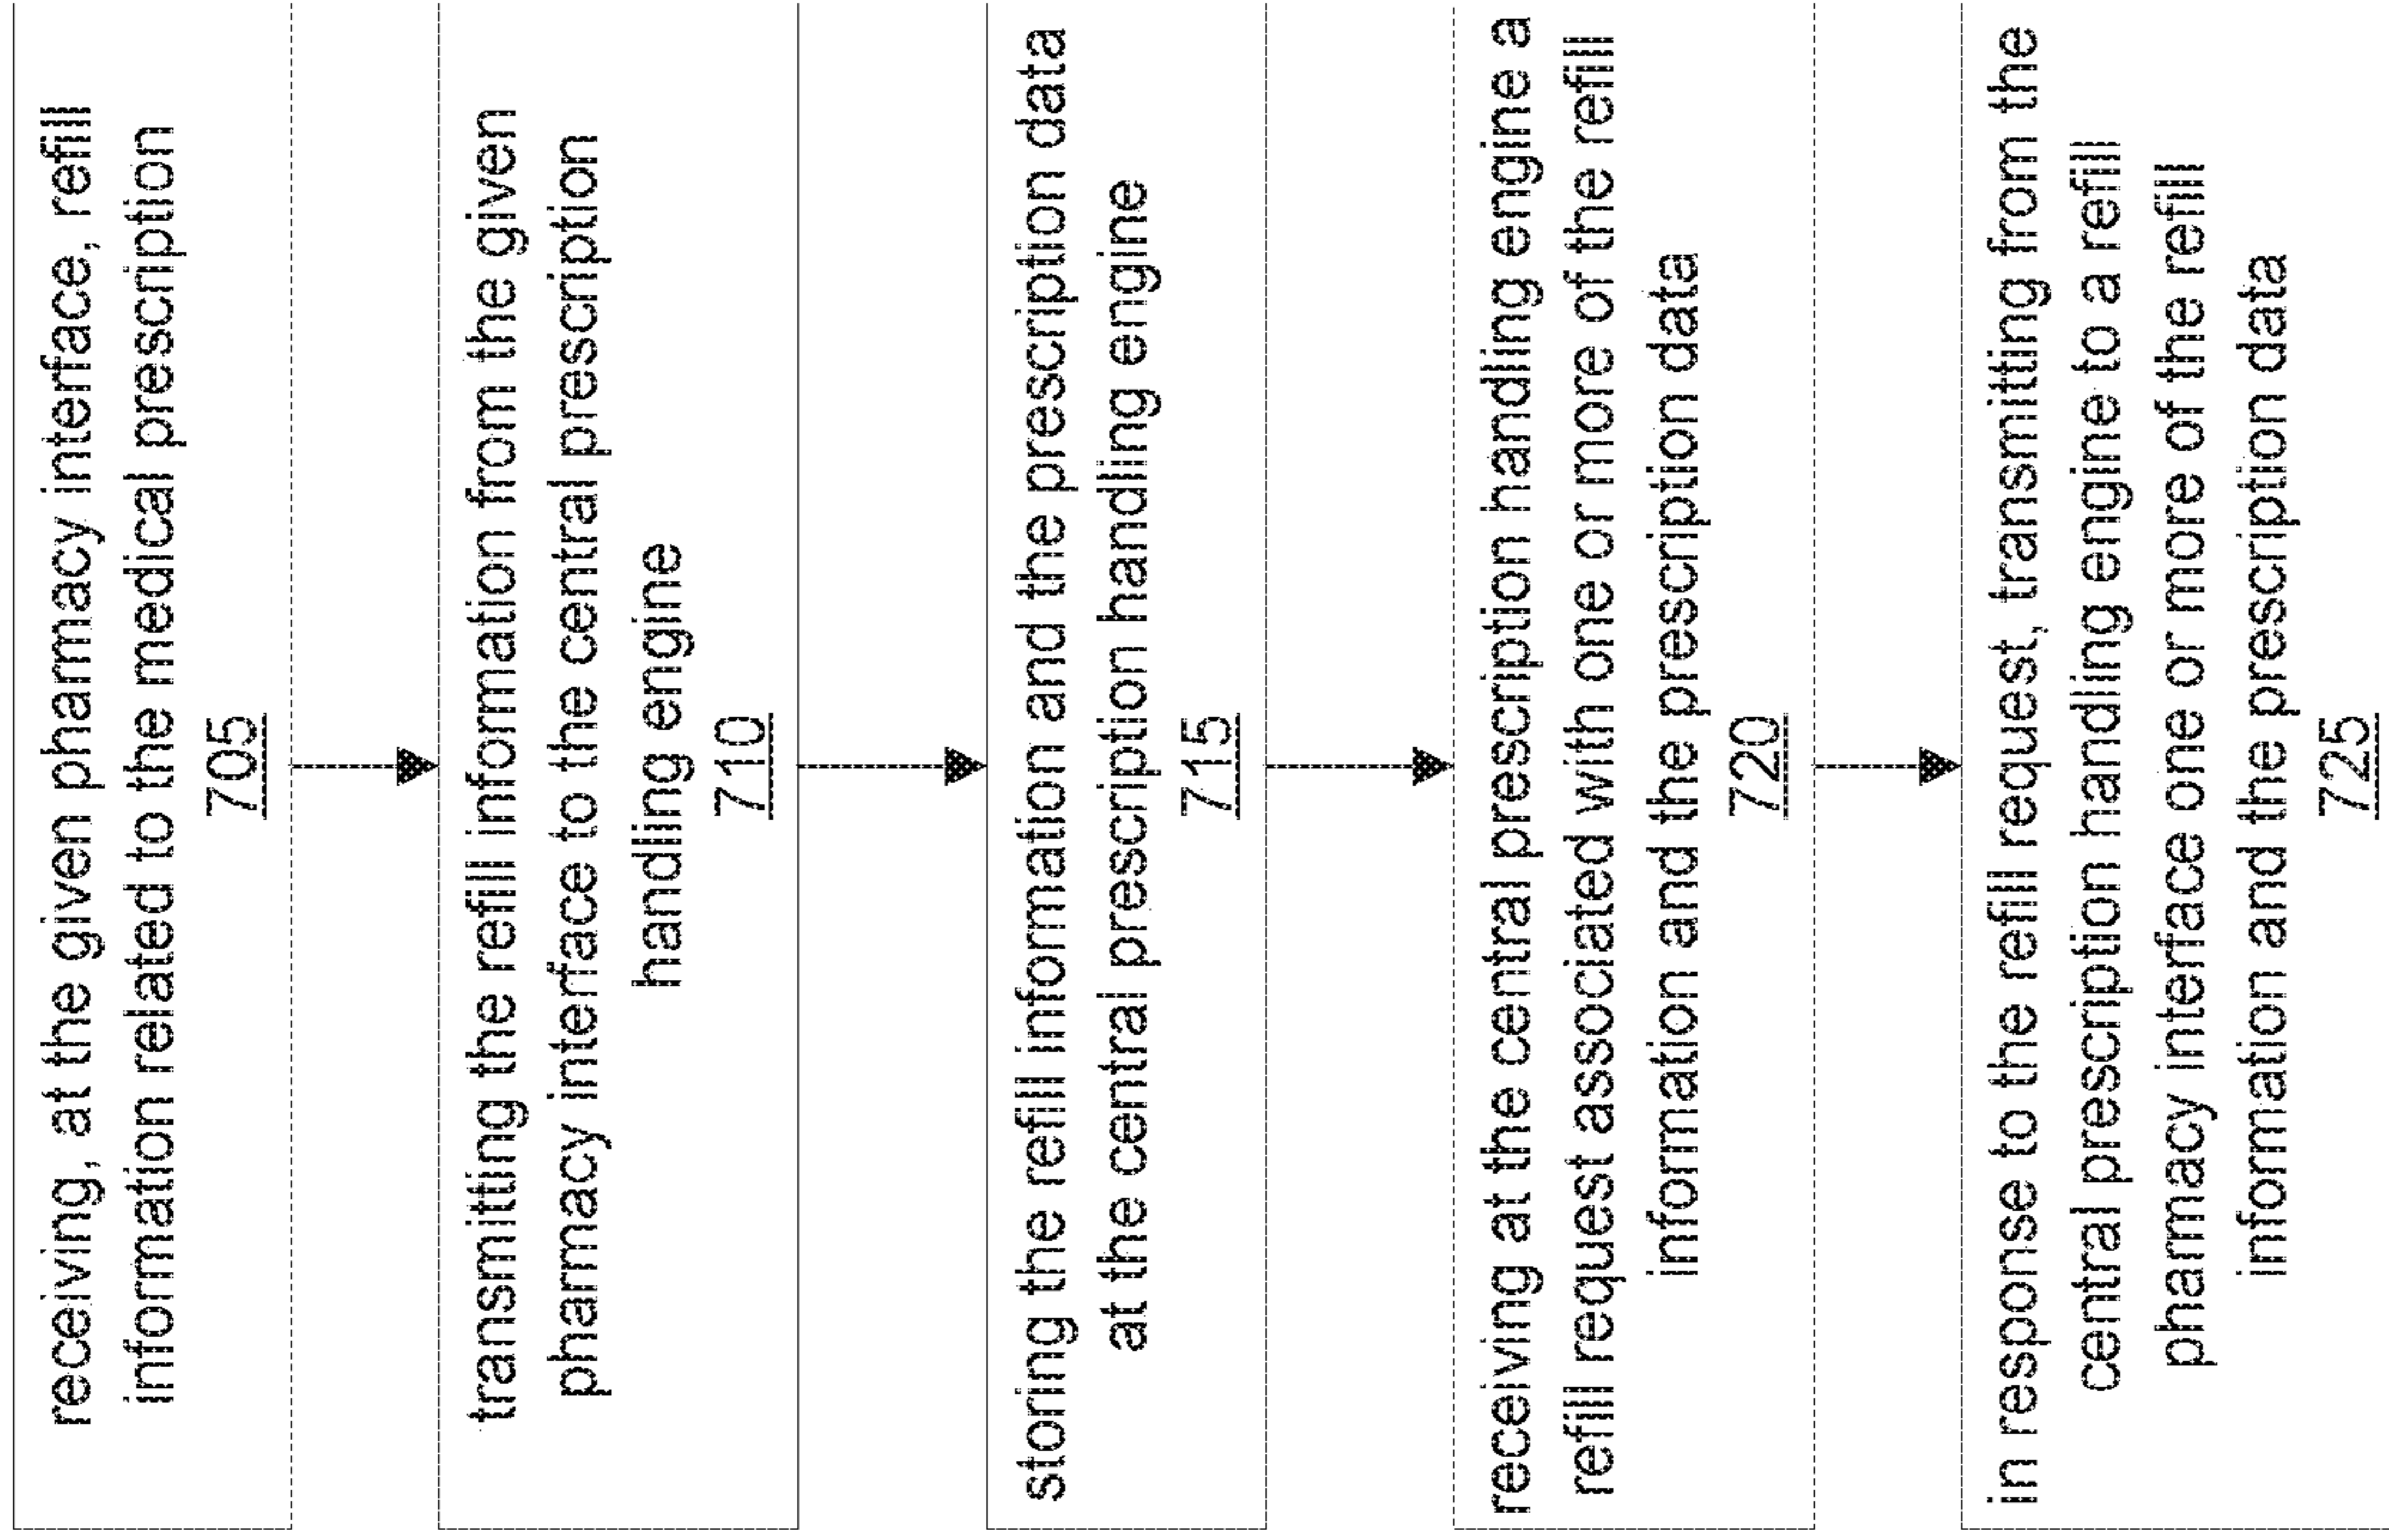 receiving, at the given pharmacy interface, refill
information related to the medical prescription
705
transmitting the refill information from the given
pharmacy interface to the central prescription
handling engine
710
storing the refill information and the prescription data
at the central prescription handling engine
715
receiving at the central prescription handling engine a
refill request associated with one or more of the refill
information and the prescription data
720
in response to the refill request, transmitting from the
central prescription handling engine to a refill
pharmacy interface one or more of the refill
information and the prescription data
725